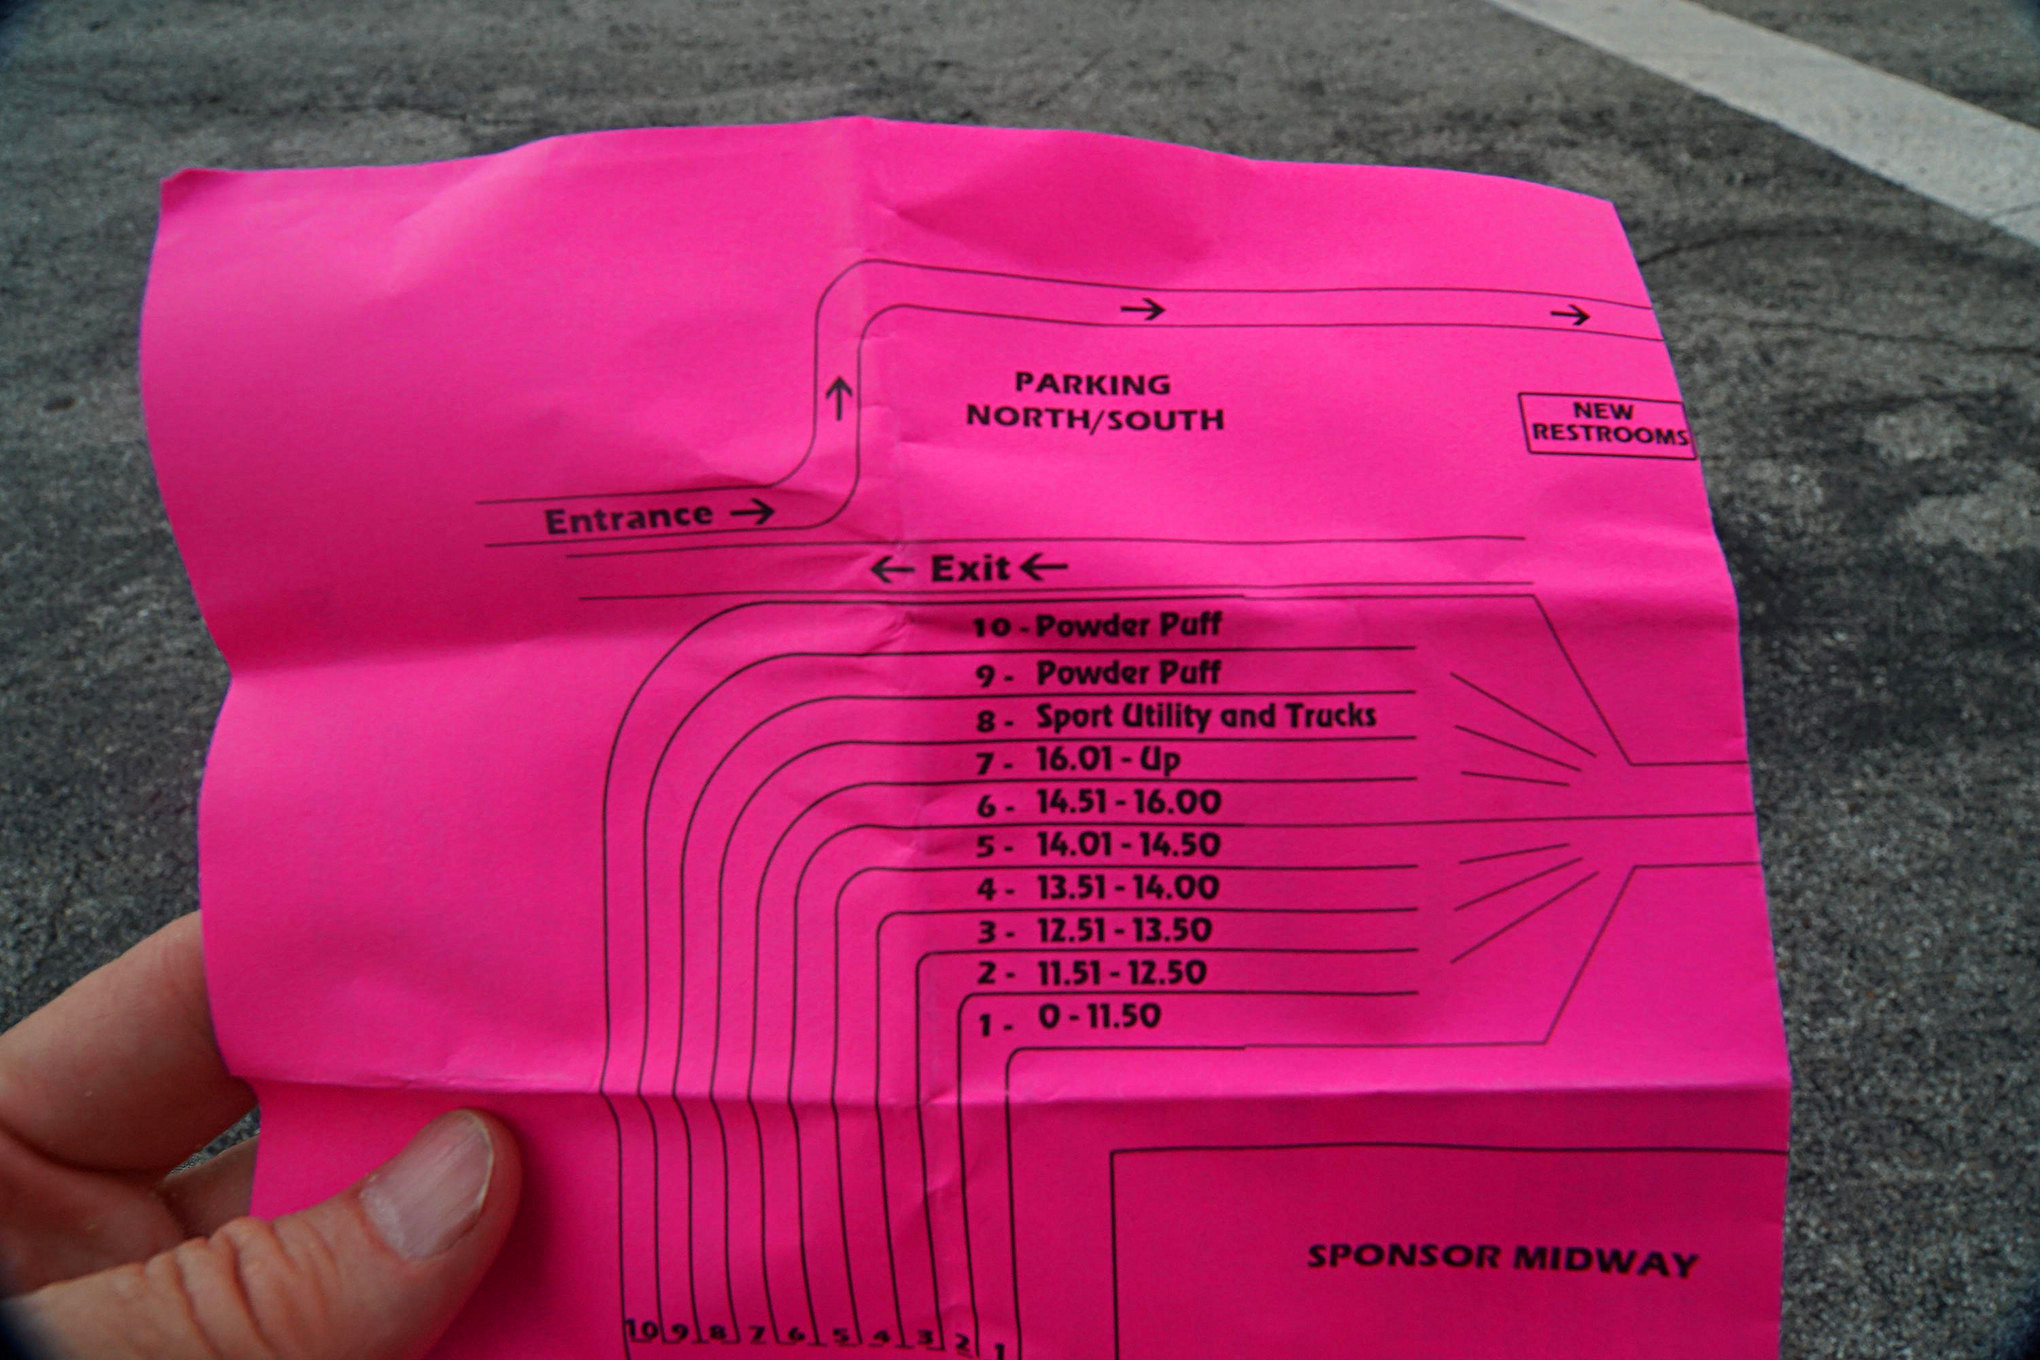 PARKING
NORTH/SOUTH
NEW
RESTROOMS
Entrance →
← Exit ←
10 - Powder Puff
9 - Powder Puff
8 - Sport Utility and Trucks
7 - 16.01 - Up
6 - 14.51 - 16.00
5 - 14.01 - 14.50
4 - 13.51 - 14.00
3 - 12.51 - 13.50
2 - 11.51 - 12.50
1 - 0 - 11.50
SPONSOR MIDWAY
10 9 8 7 6 5 4 3 2 1